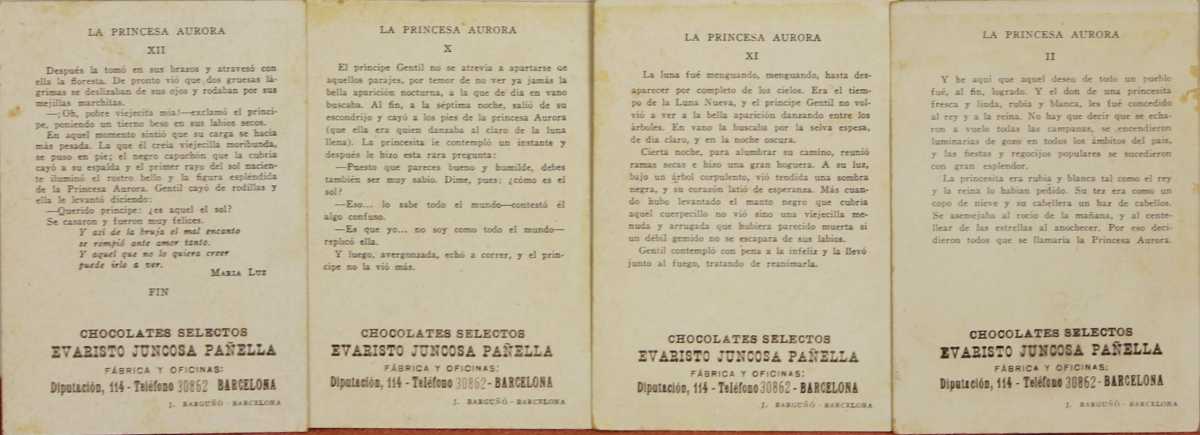 LA PRINCESA AURORA
XII
Después la tomó en sus brazos y atravesó con
ella la floresta. De pronto vió que dos gruesas lá-
grimas se deslizaban de sus ojos y rodaban por sus
mejillas marchitas.
—¡Oh, pobre viejecita mía!—exclamó el prínci-
pe, poniendo un tierno beso en sus labios secos.
En aquel momento sintió que su carga se hacía
más pesada. La que él creía viejecilla moribunda,
se puso en pie; el negro capuchón que la cubría
cayó a su espalda y el primer rayo del sol nacien-
te iluminó el rostro bello y la figura espléndida
de la Princesa Aurora. Gentil cayó de rodillas y
ella le levantó diciendo:
—Querido príncipe: ¿es aquel el sol?
Se casaron y fueron muy felices.
Y así de la bruja el mal encanto
se rompió ante amor tanto.
Y aquel que no lo quiera creer
puede irlo a ver.
MARIA LUZ
FIN
CHOCOLATES SELECTOS
EVARISTO JUNCOSA PAÑELLA
FÁBRICA Y OFICINAS:
Diputación, 114 - Teléfono 30862 BARCELONA
J. BARGUÑÓ - BARCELONA
LA PRINCESA AURORA
X
El príncipe Gentil no se atrevía a apartarse de
aquellos parajes, por temor de no ver ya jamás la
bella aparición nocturna, a la que de día en vano
buscaba. Al fin, a la séptima noche, salió de su
escondrijo y cayó a los pies de la princesa Aurora
(que ella era quien danzaba al claro de la luna
llena). La princesita le contempló un instante y
después le hizo esta rara pregunta:
—Puesto que pareces bueno y humilde, debes
también ser muy sabio. Dime, pues: ¿cómo es el
sol?
—Eso... lo sabe todo el mundo—contestó él
algo confuso.
—Es que yo... no soy como todo el mundo—
replicó ella.
Y luego, avergonzada, echó a correr, y el prín-
cipe no la vió más.
CHOCOLATES SELECTOS
EVARISTO JUNCOSA PAÑELLA
FÁBRICA Y OFICINAS:
Diputación, 114 - Teléfono 30862 - BARCELONA
J. BARGUÑÓ - BARCELONA
LA PRINCESA AURORA
XI
La luna fué menguando, menguando, hasta des-
aparecer por completo de los cielos. Era el tiem-
po de la Luna Nueva, y el príncipe Gentil no vol-
vió a ver a la bella aparición danzando entre los
árboles. En vano la buscaba por la selva espesa,
de día claro, y en la noche oscura.
Cierta noche, para alumbrar su camino, reunió
ramas secas e hizo una gran hoguera. A su luz,
bajo un árbol corpulento, vió tendida una sombra
negra, y su corazón latió de esperanza. Más cuan-
do hubo levantado el manto negro que cubría
aquel cuerpecillo no vió sino una viejecilla me-
nuda y arrugada que hubiera parecido muerta si
un débil gemido no se escapara de sus labios.
Gentil contempló con pena a la infeliz y la llevó
junto al fuego, tratando de reanimarla.
CHOCOLATES SELECTOS
EVARISTO JUNCOSA PAÑELLA
FÁBRICA Y OFICINAS:
Diputación, 114 - Teléfono 30862 - BARCELONA
J. BARGUÑÓ - BARCELONA
LA PRINCESA AURORA
II
Y he aquí que aquel deseo de todo un pueblo
fué, al fin, logrado. Y el don de una princesita
fresca y linda, rubia y blanca, les fué concedido
al rey y a la reina. No hay que decir que se echa-
ron a vuelo todas las campanas, se encendieron
luminarias de gozo en todos los ámbitos del país,
y las fiestas y regocijos populares se sucedieron
con gran esplendor.
La princesita era rubia y blanca tal como el rey
y la reina lo habían pedido. Su tez era como un
copo de nieve y su cabellera un haz de cabellos.
Se asemejaba al rocío de la mañana, y al cente-
llear de las estrellas al anochecer. Por eso deci-
dieron todos que se llamaría la Princesa Aurora.
CHOCOLATES SELECTOS
EVARISTO JUNCOSA PAÑELLA
FÁBRICA Y OFICINAS:
Diputación, 114 - Teléfono 30862 - BARCELONA
J. BARGUÑÓ - BARCELONA